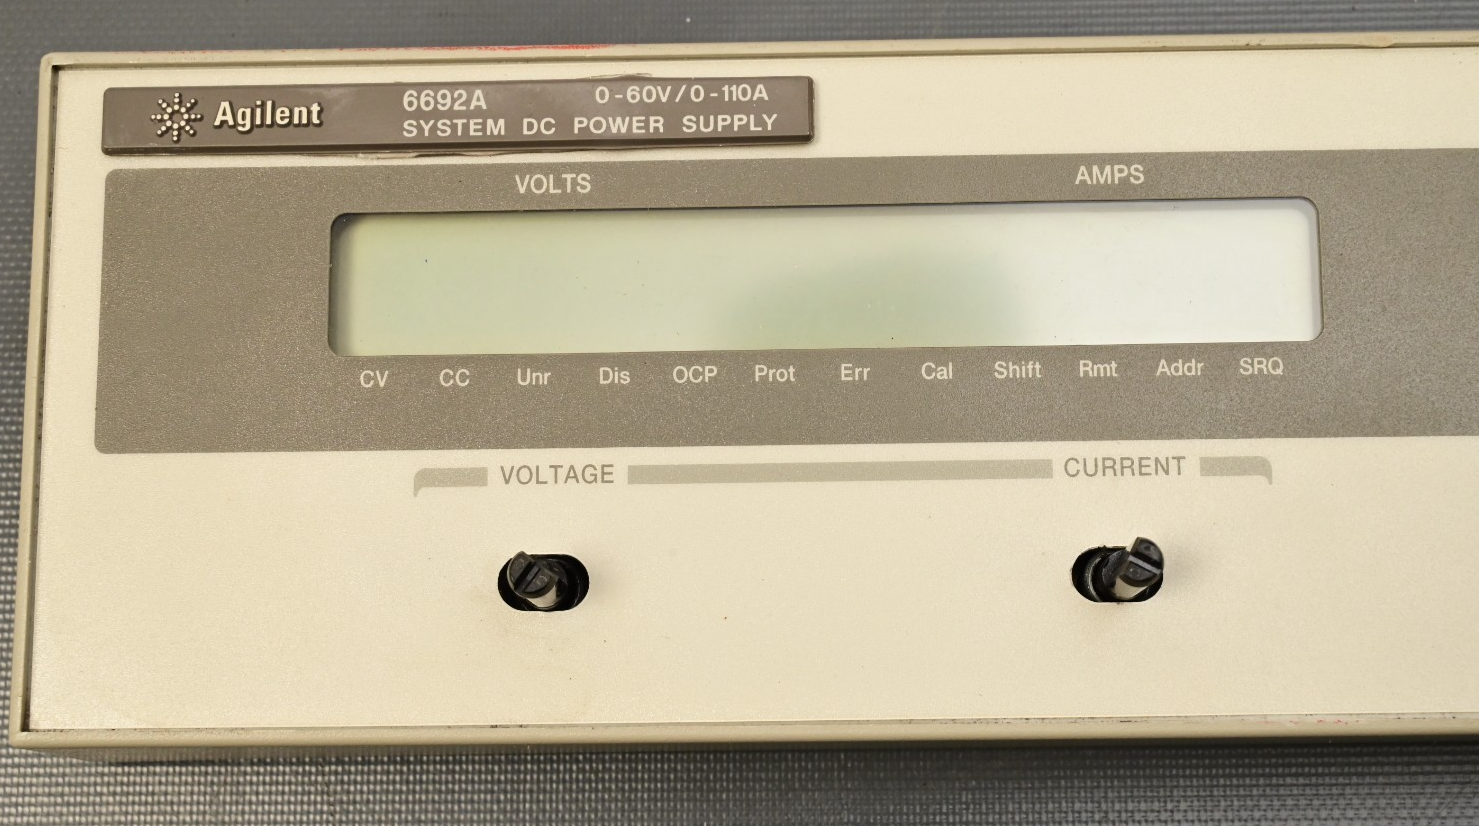 Agilent 6692A 0-60V/0-110A
SYSTEM DC POWER SUPPLY
VOLTS AMPS
CV CC Unr Dis OCP Prot Err Cal Shift Rmt Addr SRQ
VOLTAGE CURRENT